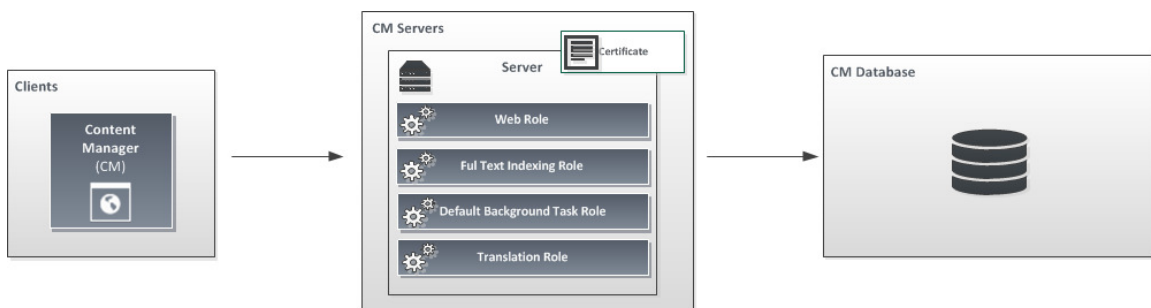 Clients
Content
Manager
(CM)
CM Servers
Certificate
Server
Web Role
Ful Text Indexing Role
Default Background Task Role
Translation Role
CM Database